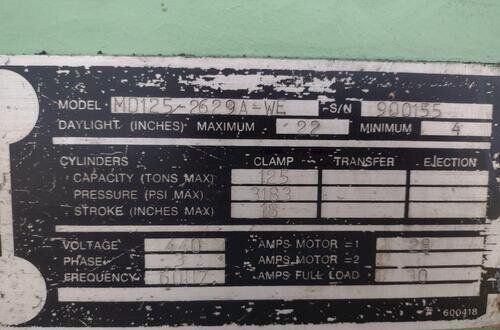 MODEL MD125-2629A-WE S/N 900155
DAYLIGHT (INCHES) MAXIMUM 22 MINIMUM 4
CYLINDERS CLAMP TRANSFER EJECTION
CAPACITY (TONS MAX) 125
PRESSURE (PSI MAX) 3183
STROKE (INCHES MAX) 18
VOLTAGE 440 AMPS MOTOR =1 28
PHASE 3 AMPS MOTOR =2 0
FREQUENCY 60HZ AMPS FULL LOAD 30
600418